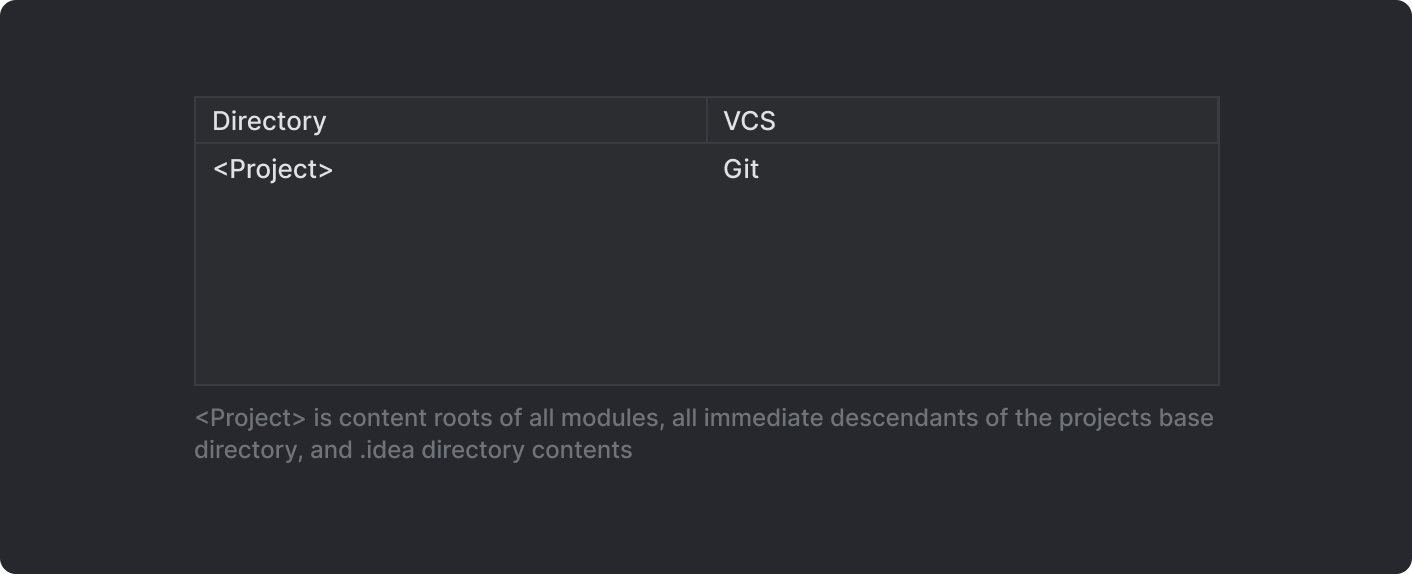 Directory VCS
<Project> Git
<Project> is content roots of all modules, all immediate descendants of the projects base
directory, and .idea directory contents